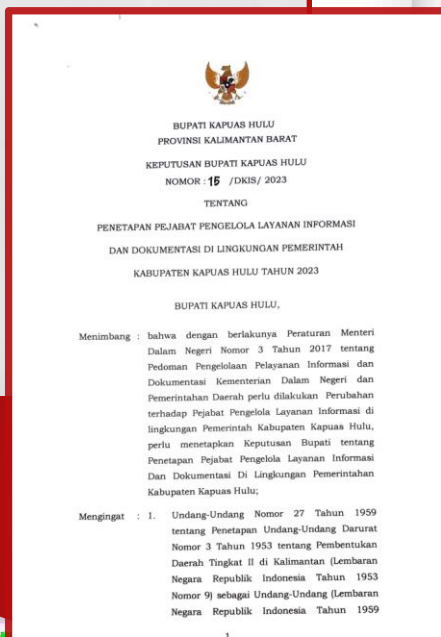 BUPATI KAPUAS HULU
PROVINSI KALIMANTAN BARAT
KEPUTUSAN BUPATI KAPUAS HULU
NOMOR : 15 /DKIS/ 2023
TENTANG
PENETAPAN PEJABAT PENGELOLA LAYANAN INFORMASI
DAN DOKUMENTASI DI LINGKUNGAN PEMERINTAH
KABUPATEN KAPUAS HULU TAHUN 2023
BUPATI KAPUAS HULU,
Menimbang : bahwa dengan berlakunya Peraturan Menteri
Dalam Negeri Nomor 3 Tahun 2017 tentang
Pedoman Pengelolaan Pelayanan Informasi dan
Dokumentasi Kementerian Dalam Negeri dan
Pemerintahan Daerah perlu dilakukan Perubahan
terhadap Pejabat Pengelola Layanan Informasi di
lingkungan Pemerintah Kabupaten Kapuas Hulu,
perlu menetapkan Keputusan Bupati tentang
Penetapan Pejabat Pengelola Layanan Informasi
Dan Dokumentasi Di Lingkungan Pemerintahan
Kabupaten Kapuas Hulu;
Mengingat : 1. Undang-Undang Nomor 27 Tahun 1959
tentang Penetapan Undang-Undang Darurat
Nomor 3 Tahun 1953 tentang Pembentukan
Daerah Tingkat II di Kalimantan (Lembaran
Negara Republik Indonesia Tahun 1953
Nomor 9) sebagai Undang-Undang (Lembaran
Negara Republik Indonesia Tahun 1959
1